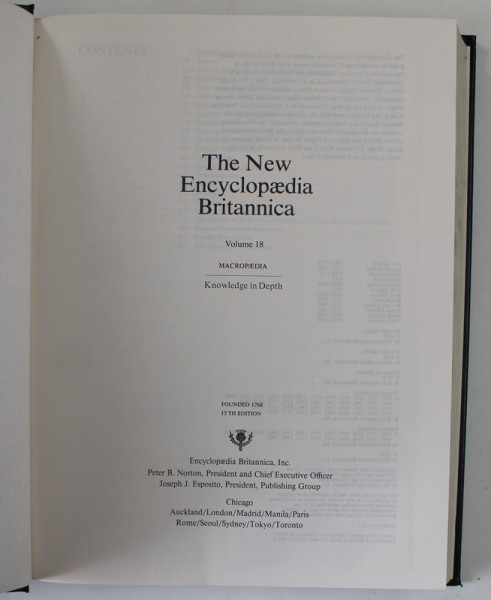 CONTENTS
The New
Encyclopædia
Britannica
Volume 18
MACROPÆDIA
Knowledge in Depth
FOUNDED 1768
15 TH EDITION
Encyclopædia Britannica, Inc.
Peter B. Norton, President and Chief Executive Officer
Joseph J. Esposito, President, Publishing Group
Chicago
Auckland/London/Madrid/Manila/Paris
Rome/Seoul/Sydney/Tokyo/Toronto